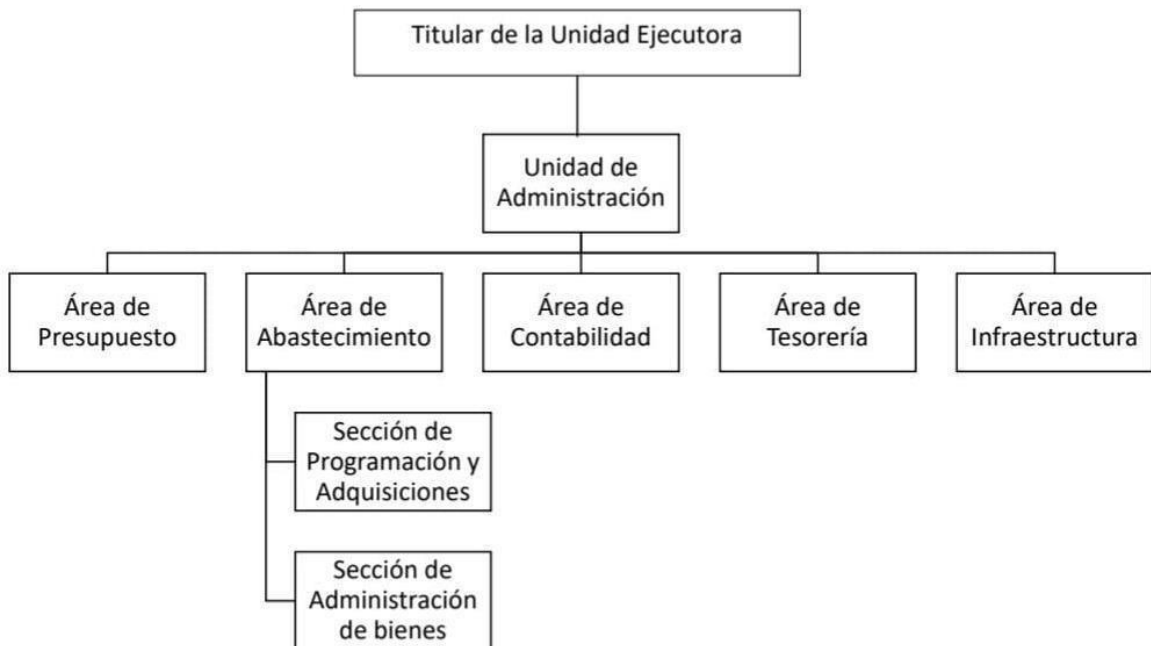 Titular de la Unidad Ejecutora
Unidad de
Administración
Área de
Presupuesto
Área de
Abastecimiento
Área de
Contabilidad
Área de
Tesorería
Área de
Infraestructura
Sección de
Programación y
Adquisiciones
Sección de
Administración
de bienes